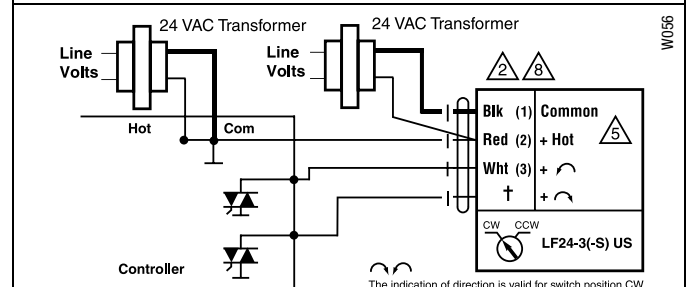 24 VAC Transformer
24 VAC Transformer
W056
Line
Volts
Line
Volts
2
8
Hot
Com
Blk (1) Common
Red (2) + Hot
5
Wht (3) +
† +
CW CCW
LF24-3(-S) US
Controller
The indication of direction is valid for switch position CW